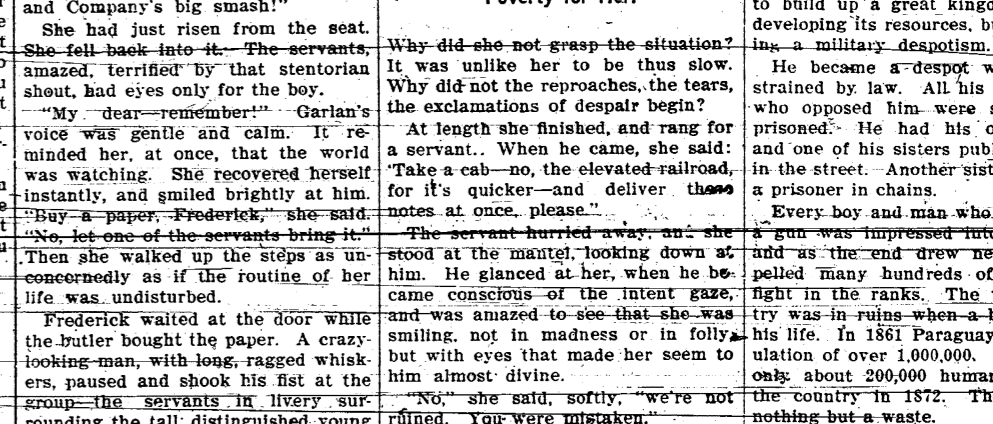 and Company's big smash!"
She had just risen from the seat.
She fell back into it. The servants,
amazed, terrified by that stentorian
shout, had eyes only for the boy.
"My dear—remember!" Garlan's
voice was gentle and calm. It re-
minded her, at once, that the world
was watching. She recovered herself
instantly, and smiled brightly at him.
"Buy a paper, Frederick," she said.
"No, let one of the servants bring it."
Then she walked up the steps as un-
concernedly as if the routine of her
life was undisturbed.
Frederick waited at the door while
the butler bought the paper. A crazy-
looking man, with long, ragged whisk-
ers, paused and shook his fist at the
group—the servants in livery sur-
rounding the tall, distinguished young
Why did she not grasp the situation?
It was unlike her to be thus slow.
Why did not the reproaches, the tears,
the exclamations of despair begin?
At length she finished, and rang for
a servant. When he came, she said:
"Take a cab—no, the elevated railroad,
for it's quicker—and deliver these
notes at once, please."
The servant hurried away, and she
stood at the mantel, looking down at
him. He glanced at her, when he be-
came conscious of the intent gaze,
and was amazed to see that she was
smiling, not in madness or in folly,
but with eyes that made her seem to
him almost divine.
"No," she said, softly, "we're not
ruined. You were mistaken."
to build up a great
developing its resources,
ing a military despotism.
He became a despot
strained by law. All his
who opposed him were
prisoned. He had his
and one of his sisters
in the street. Another
a prisoner in chains.
Every boy and man who
a gun was impressed
and as the end drew
pelled many hundreds of
fight in the ranks. The
try was in ruins when a
his life. In 1861 Paraguay
ulation of over 1,000,000.
only about 200,000
the country in 1872.
nothing but a waste.